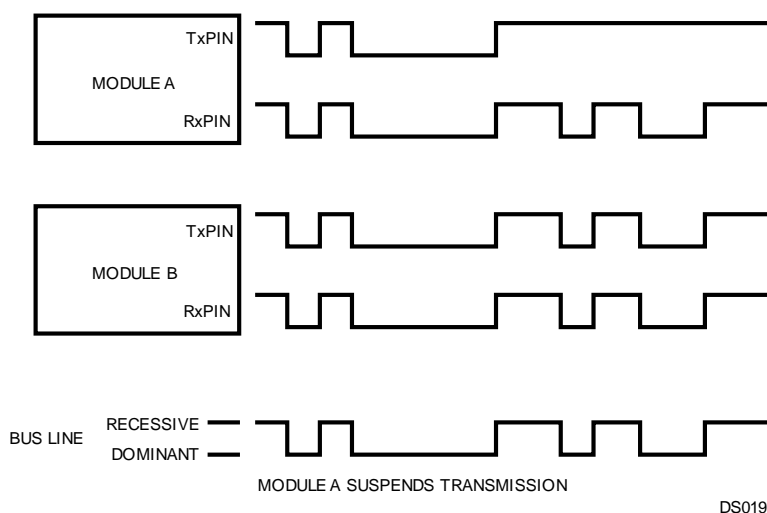 TxPIN
MODULE A
RxPIN
TxPIN
MODULE B
RxPIN
RECESSIVE
BUS LINE
DOMINANT
MODULE A SUSPENDS TRANSMISSION
DS019